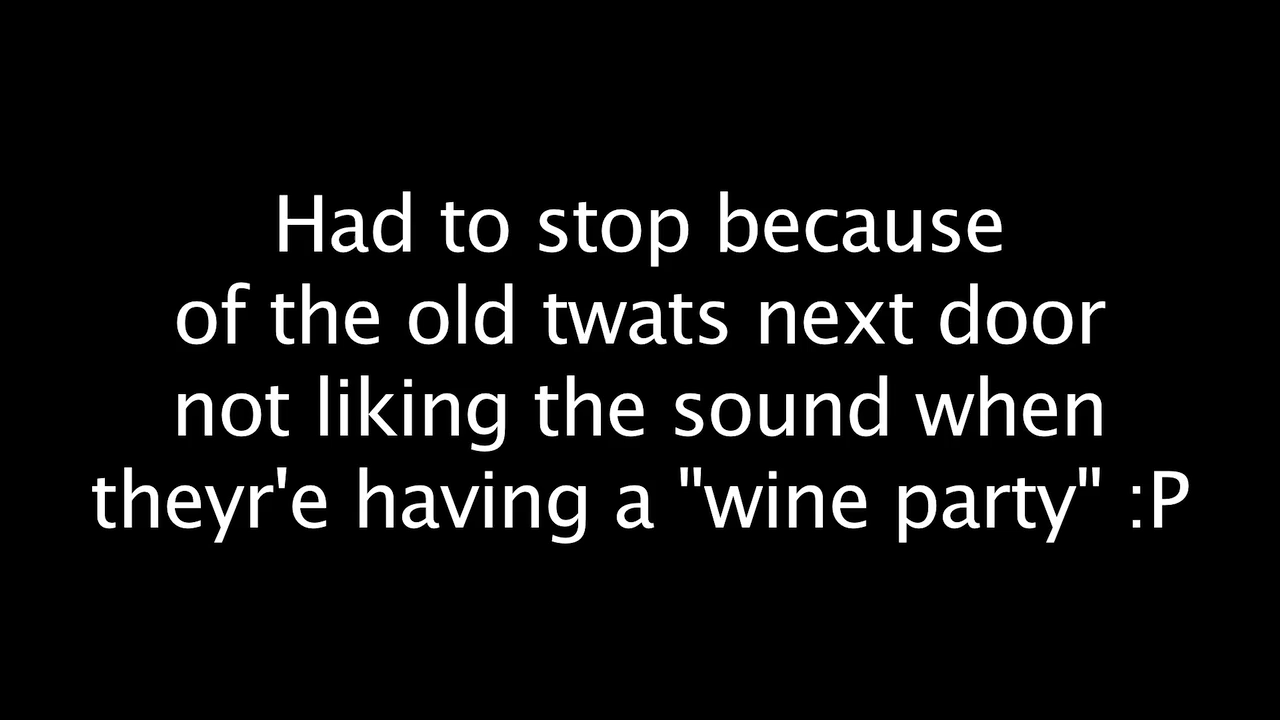 Had to stop because
of the old twats next door
not liking the sound when
theyr'e having a "wine party" :P